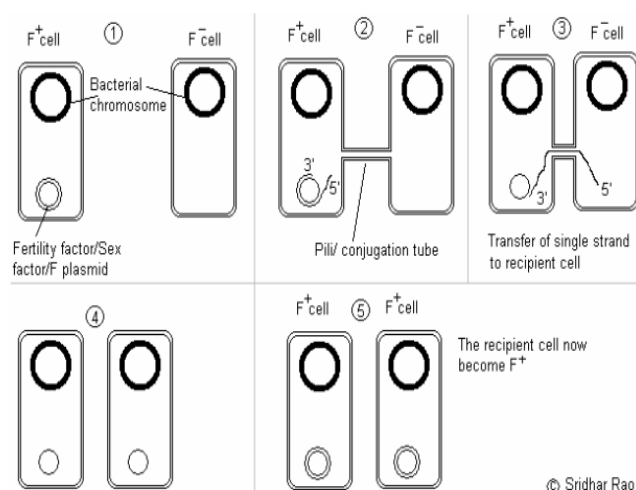 F+ cell
1
F- cell
Bacterial
chromosome
Fertility factor/Sex
factor/F plasmid
F+ cell
2
F- cell
3'
5'
Pili/ conjugation tube
F+ cell
3
F- cell
3'
5'
Transfer of single strand
to recipient cell
4
F+ cell
5
F+ cell
The recipient cell now
become F+
© Sridhar Rao